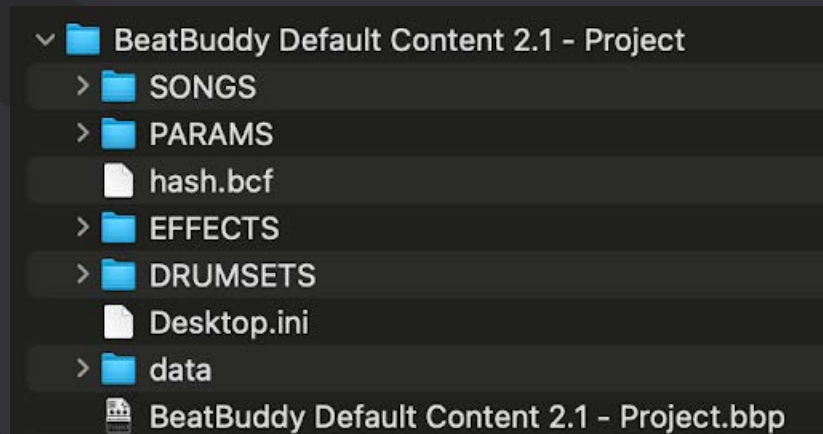 BeatBuddy Default Content 2.1 - Project
SONGS
PARAMS
hash.bcf
EFFECTS
DRUMSETS
Desktop.ini
data
BeatBuddy Default Content 2.1 - Project.bbp